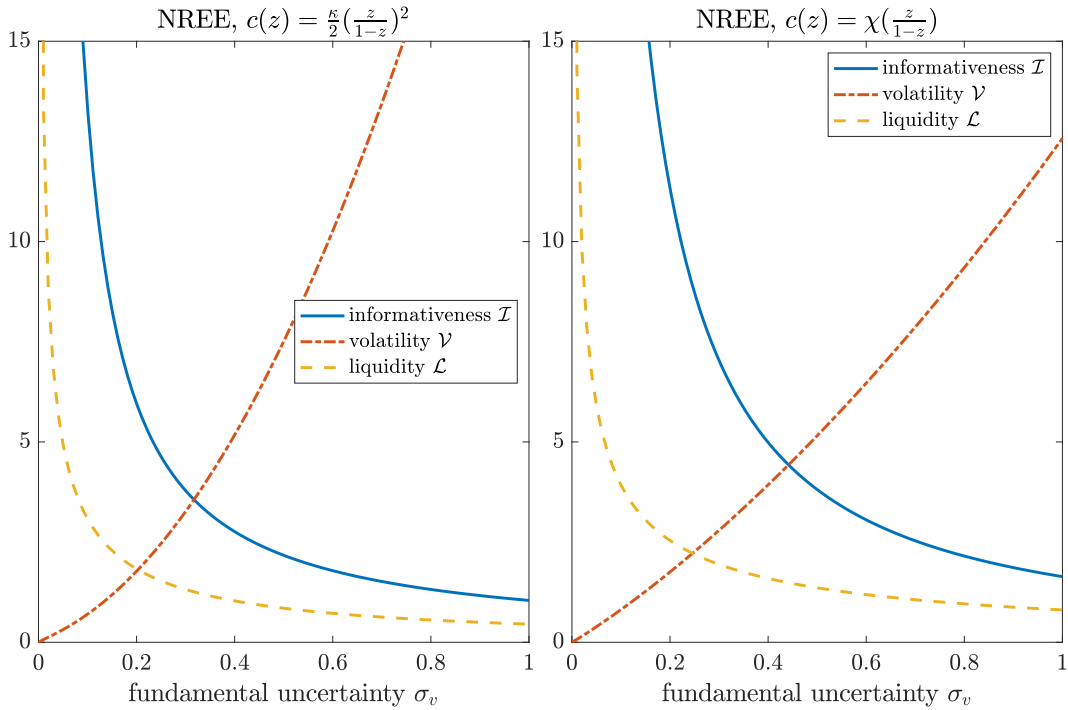 NREE, c(z) = κ/2(z/1−z)²
15
10
5
0
0 0.2 0.4 0.6 0.8 1
fundamental uncertainty σᵥ
informativeness ℐ
volatility 𝒱
liquidity ℒ
NREE, c(z) = χ(z/1−z)
15
10
5
0
0 0.2 0.4 0.6 0.8 1
fundamental uncertainty σᵥ
informativeness ℐ
volatility 𝒱
liquidity ℒ